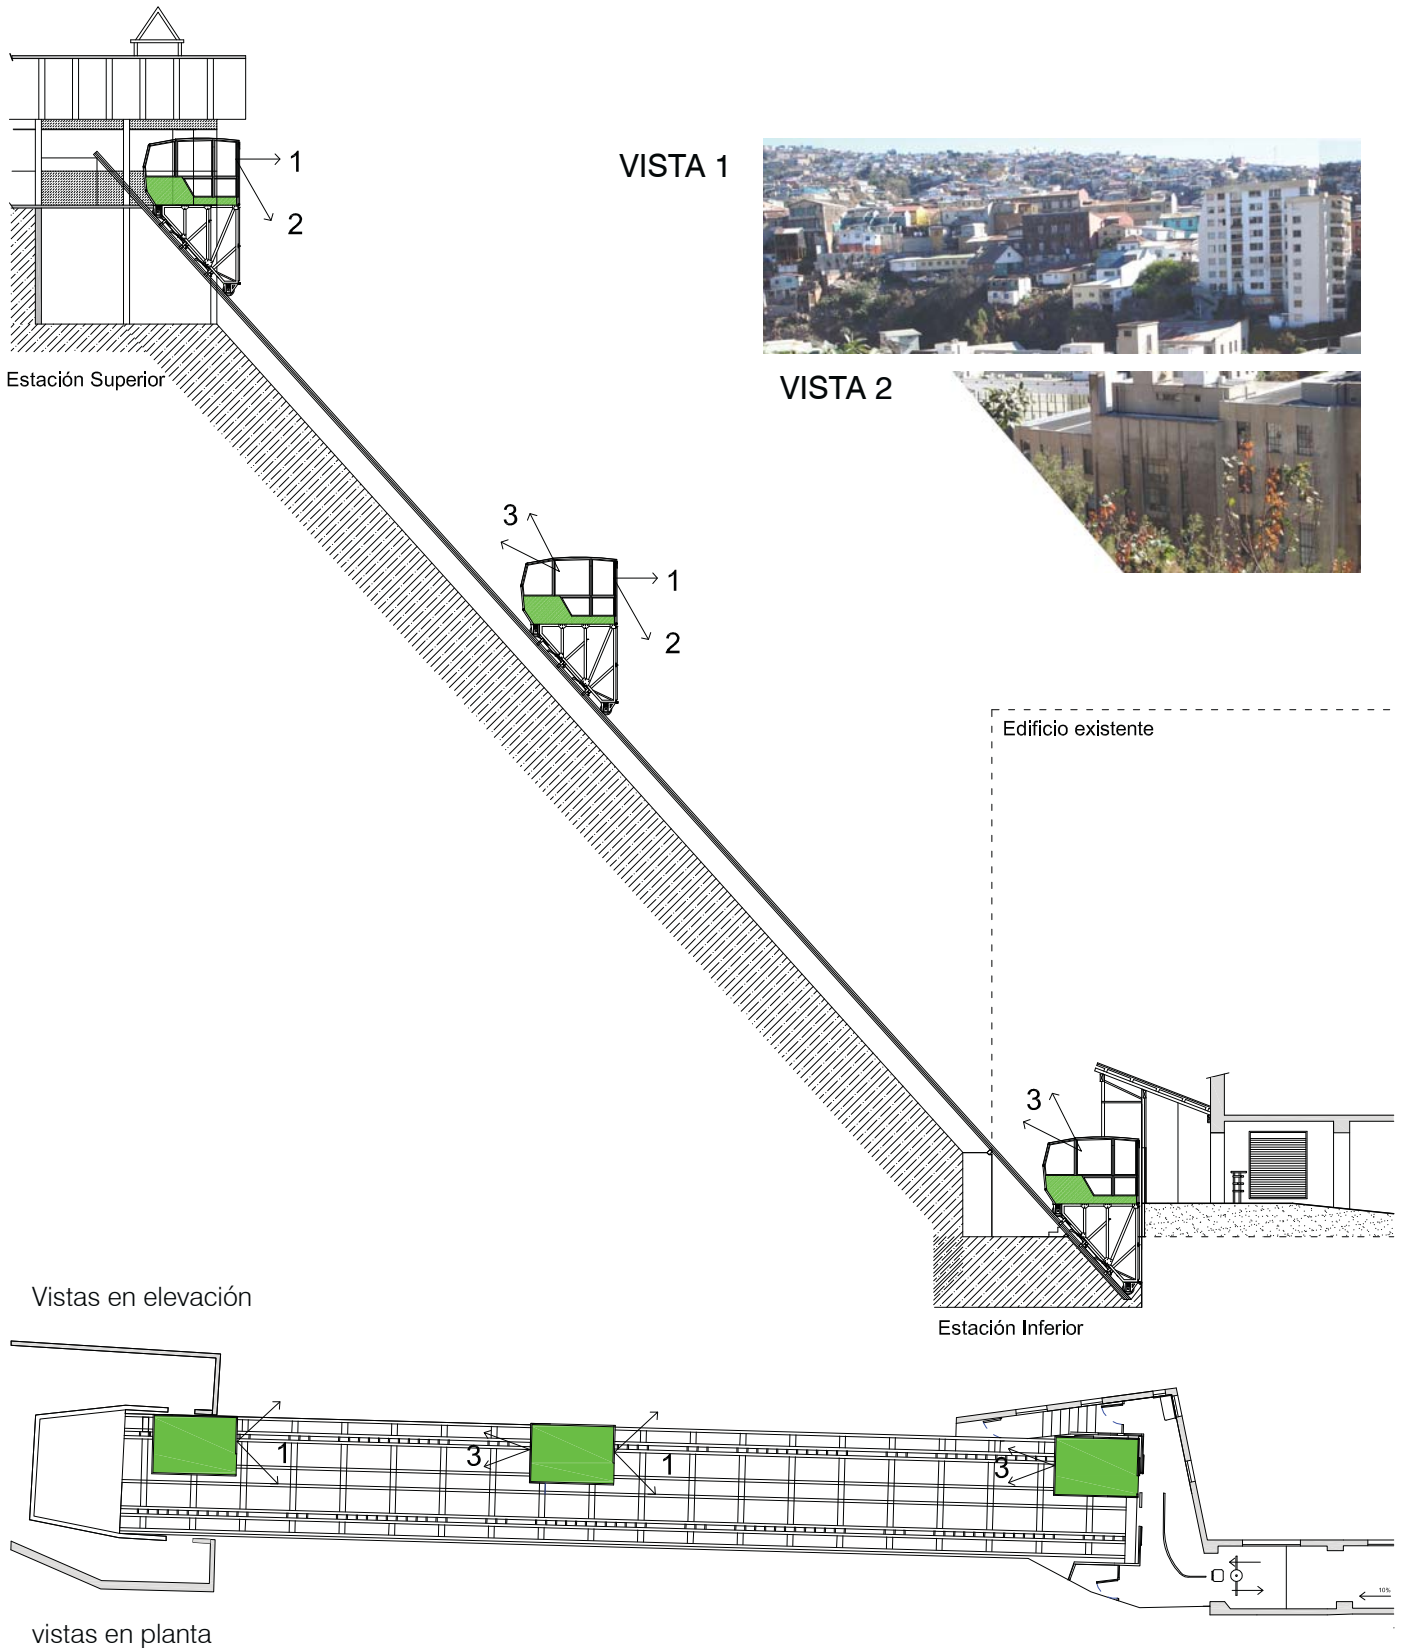 1
2
VISTA 1
VISTA 2
Estación Superior
3
1
2
Edificio existente
3
Vistas en elevación
Estación Inferior
1
3
1
3
10%
vistas en planta